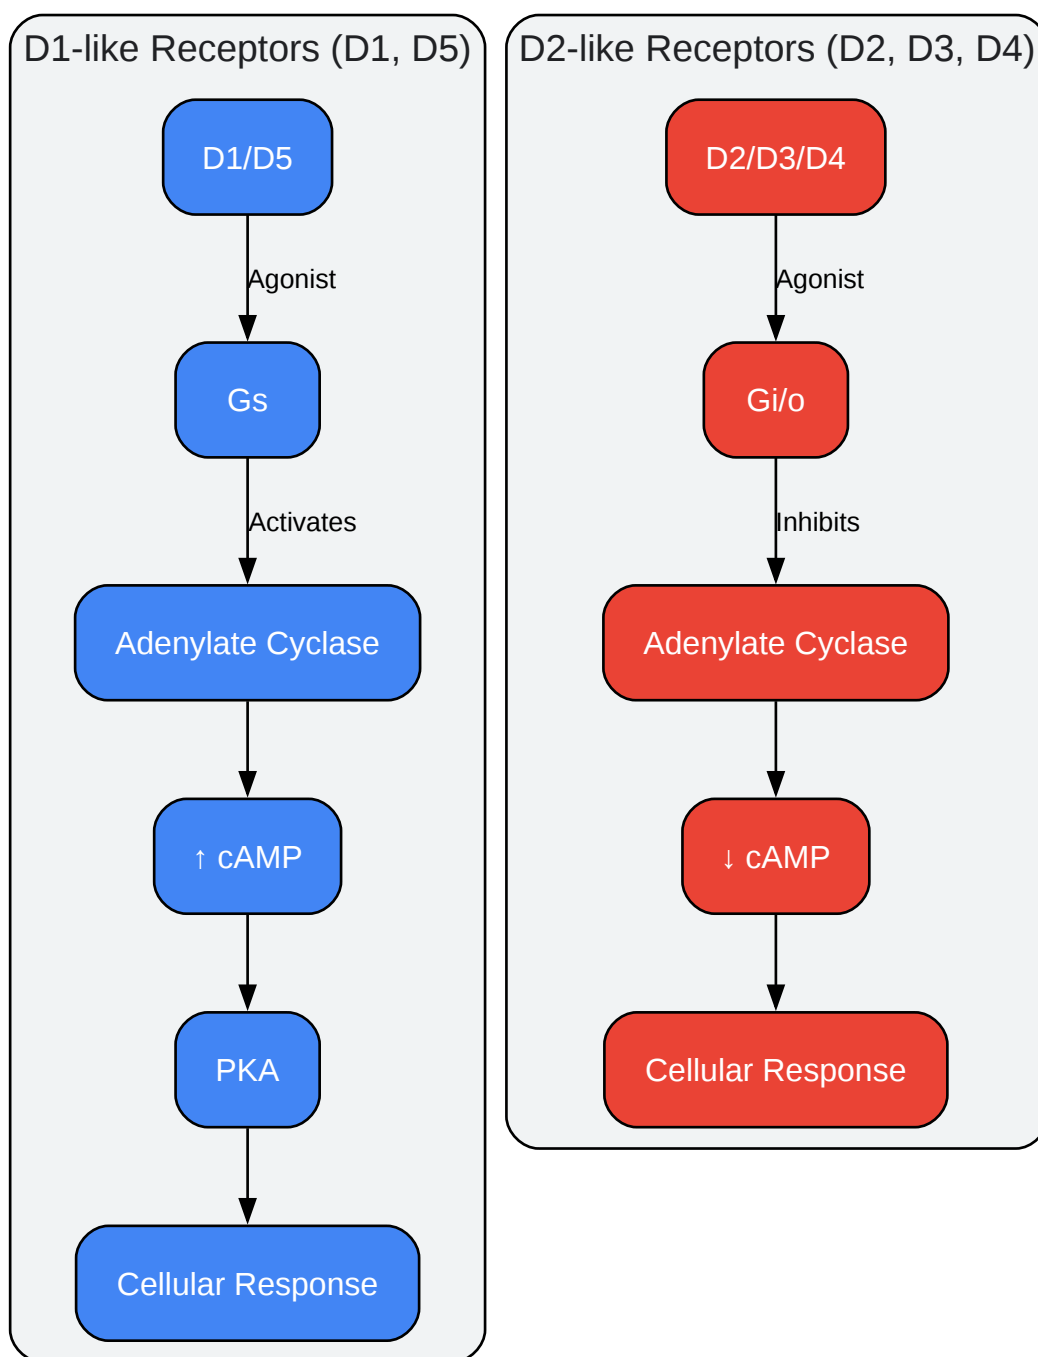 D1-like Receptors (D1, D5)
D1/D5
Agonist
Gs
Activates
Adenylate Cyclase
↑ cAMP
PKA
Cellular Response
D2-like Receptors (D2, D3, D4)
D2/D3/D4
Agonist
Gi/o
Inhibits
Adenylate Cyclase
↓ cAMP
Cellular Response